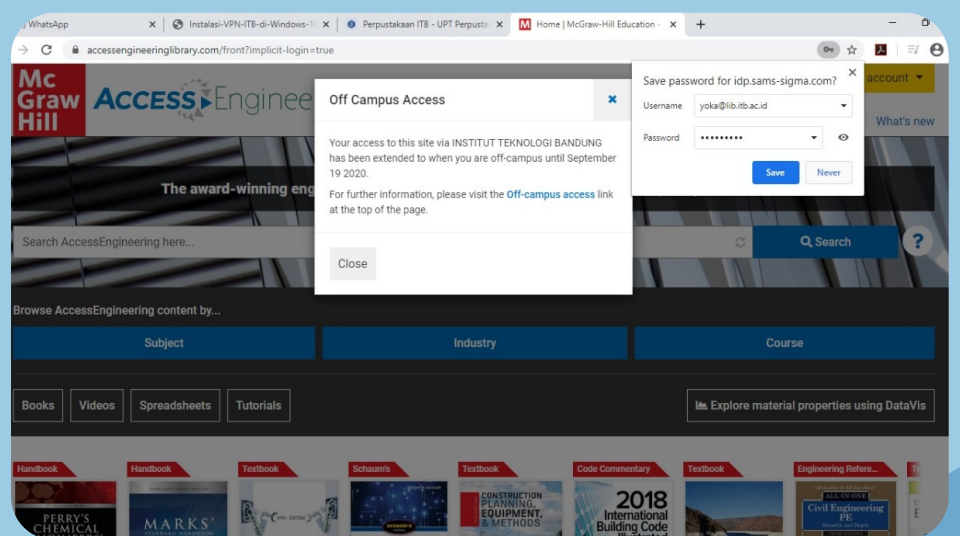 WhatsApp
Instalasi-VPN-ITB-di-Windows-10
Perpustakaan ITB - UPT Perpusta
Home | McGraw-Hill Education -
accessengineeringlibrary.com/front?implicit-login=true
Mc
Graw
Hill
ACCESS Enginee
account
What's new
Off Campus Access
Your access to this site via INSTITUT TEKNOLOGI BANDUNG
has been extended to when you are off-campus until September
19 2020.
For further information, please visit the Off-campus access link
at the top of the page.
Close
Save password for idp.sams-sigma.com?
Username yoka@lib.itb.ac.id
Password •••••••••
Save Never
The award-winning eng
Search AccessEngineering here...
Search
?
Browse AccessEngineering content by...
Subject Industry Course
Books Videos Spreadsheets Tutorials
Explore material properties using DataVis
Handbook
PERRY'S
CHEMICAL
Handbook
MARKS'
STANDARD HANDBOOK
Textbook
Schaum's
SCHAUM'S
Textbook
CONSTRUCTION
PLANNING,
EQUIPMENT,
& METHODS
Code Commentary
2018
International
Building Code
Illustrated
Textbook
Engineering Refere...
ALL-IN-ONE
Civil Engineering
PE